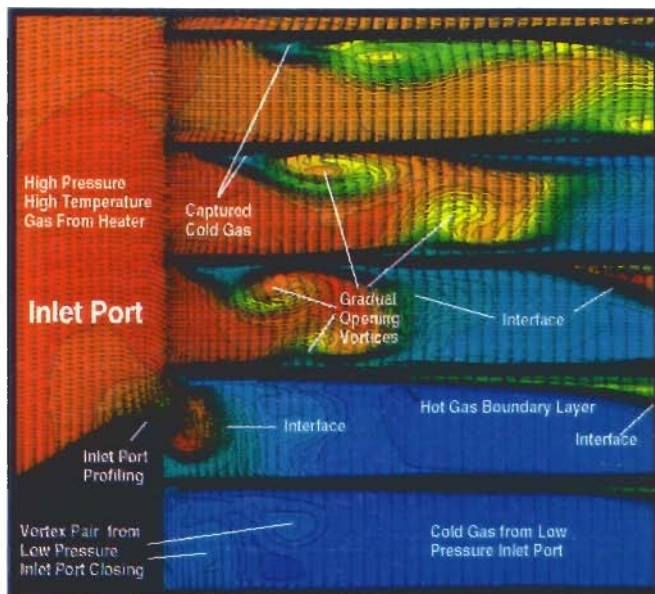 High Pressure
High Temperature
Gas From Heater
Captured
Cold Gas
Inlet Port
Gradual
Opening
Vortices
Interface
Hot Gas Boundary Layer
Interface
Interface
Inlet Port
Profiling
Vortex Pair from
Low Pressure
Inlet Port Closing
Cold Gas from Low
Pressure Inlet Port